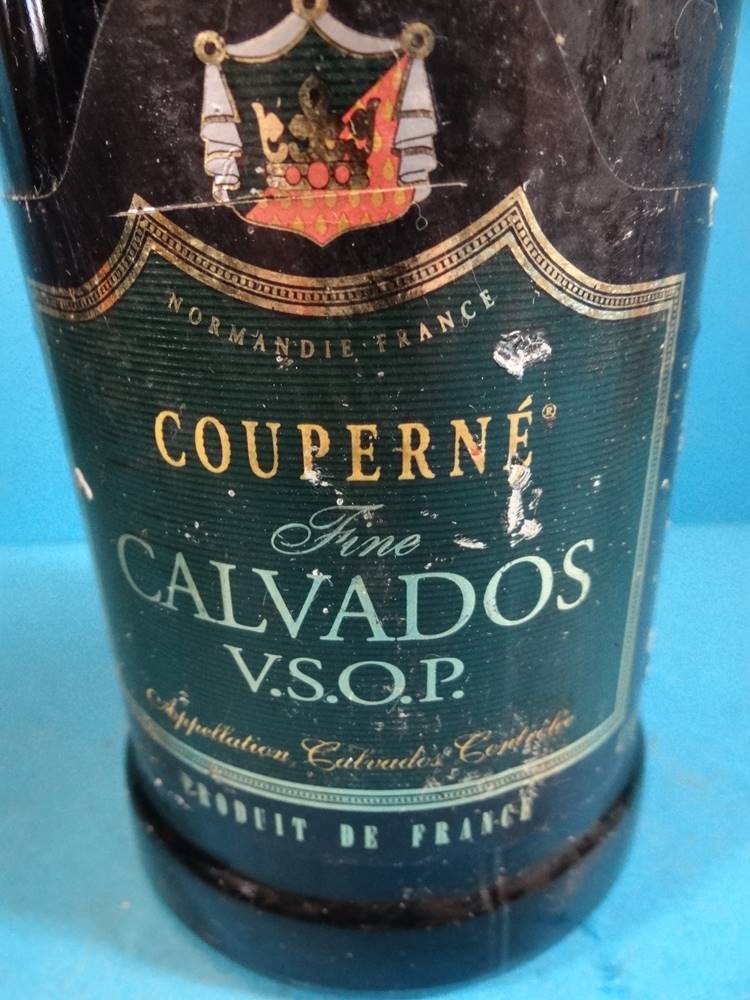 NORMANDIE FRANCE
COUPERNÉ®
Fine
CALVADOS
V.S.O.P.
Appellation Calvados Contrôlée
PRODUIT DE FRANCE